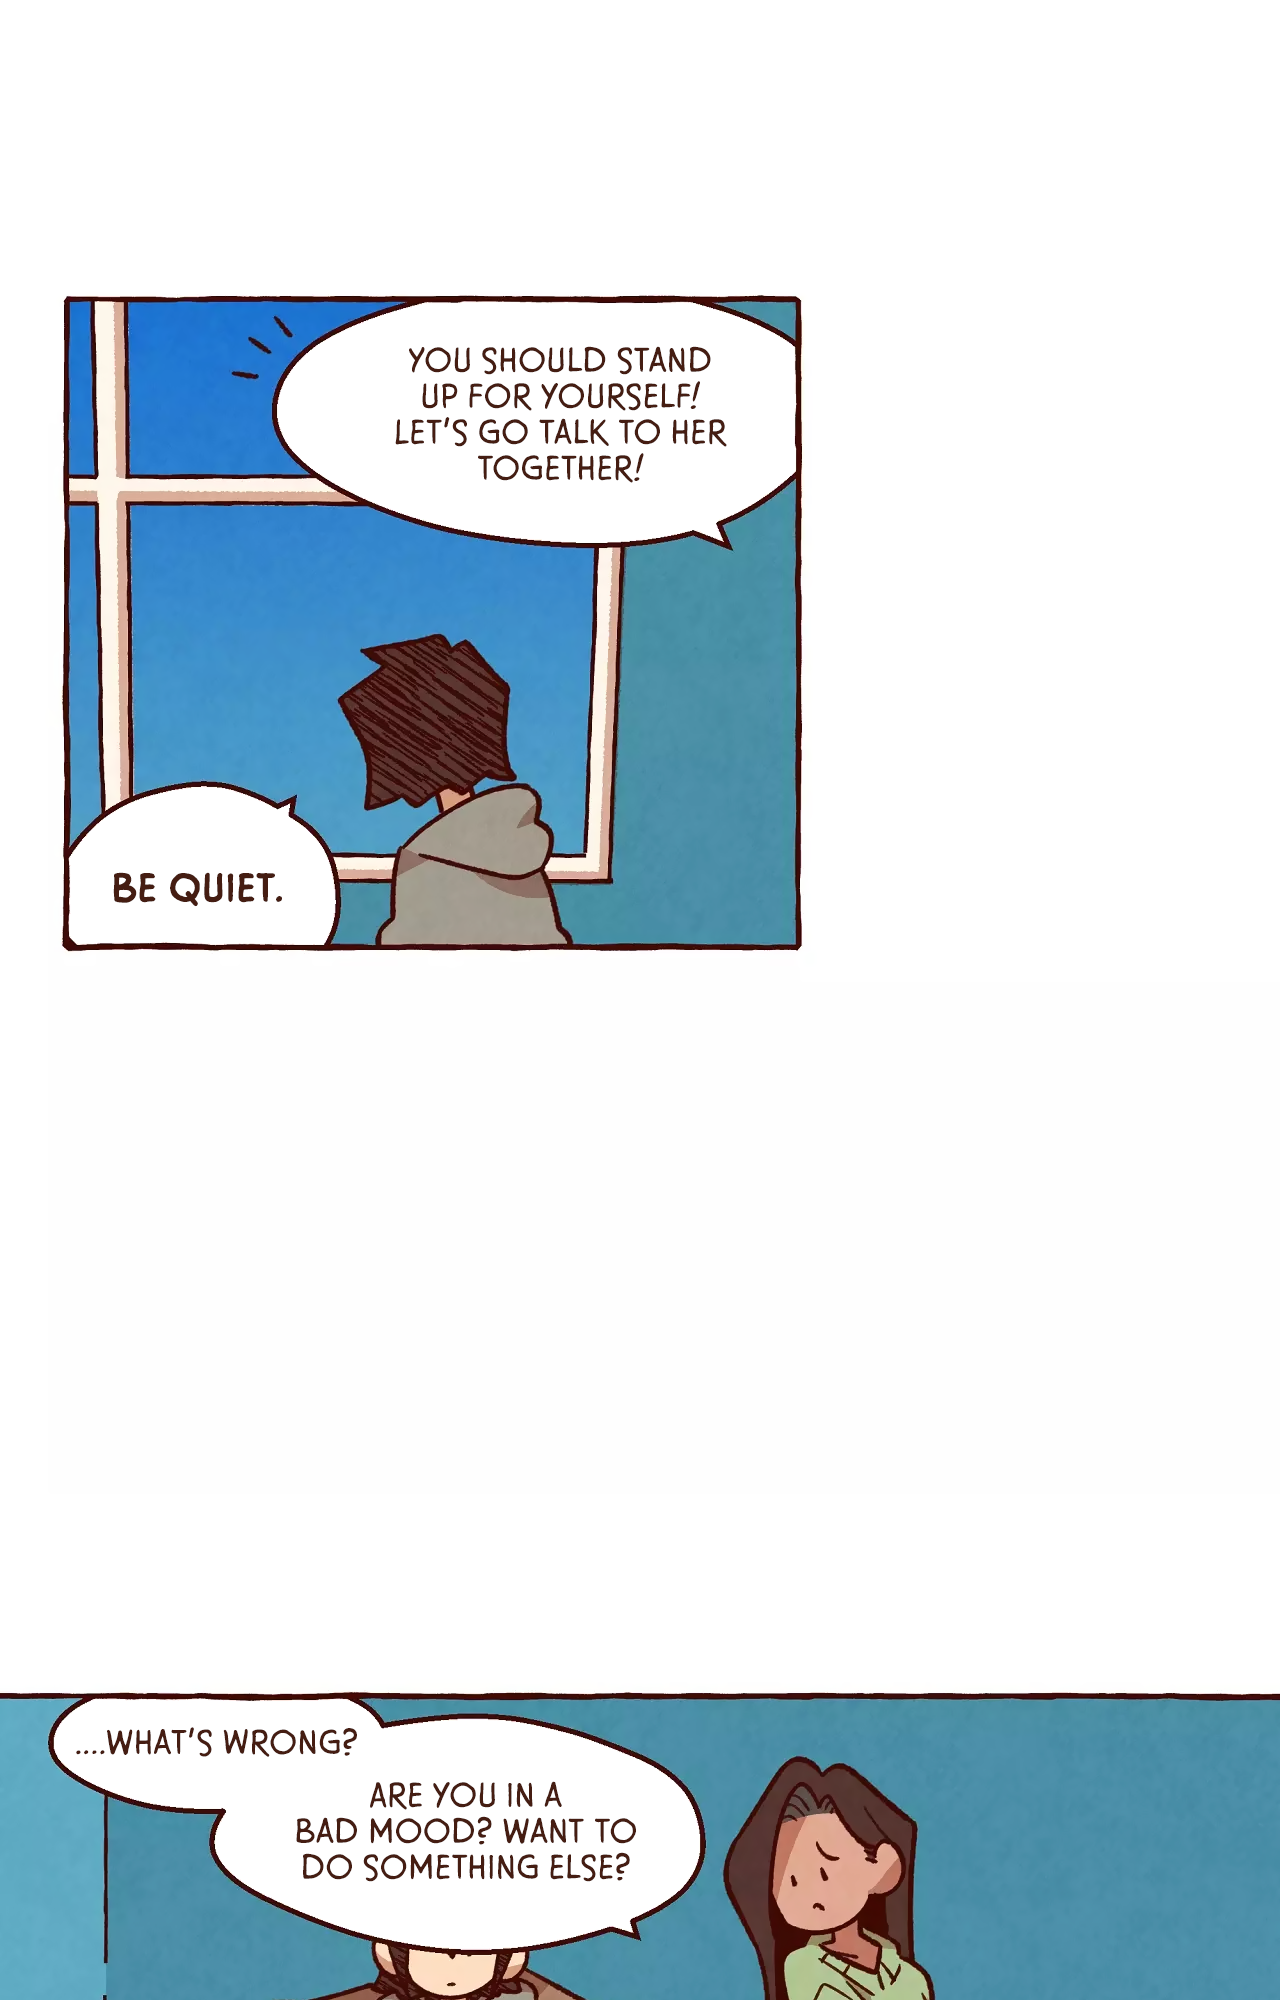 YOU SHOULD STAND
UP FOR YOURSELF!
LET'S GO TALK TO HER
TOGETHER!
BE QUIET.
....WHAT'S WRONG?
ARE YOU IN A
BAD MOOD? WANT TO
DO SOMETHING ELSE?